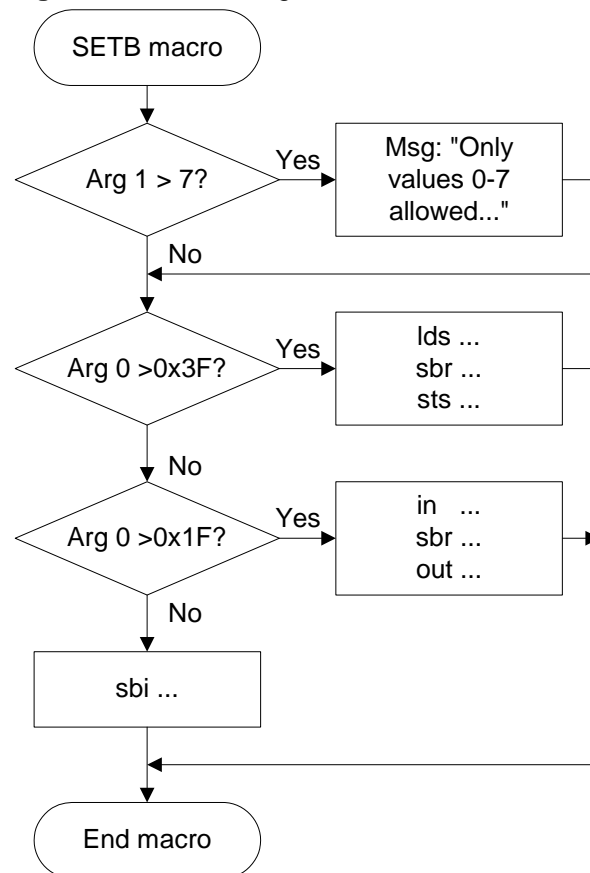 SETB macro
Arg 1 > 7?
Yes
Msg: "Only
values 0-7
allowed..."
No
Arg 0 >0x3F?
Yes
lds ...
sbr ...
sts ...
No
Arg 0 >0x1F?
Yes
in ...
sbr ...
out ...
No
sbi ...
End macro